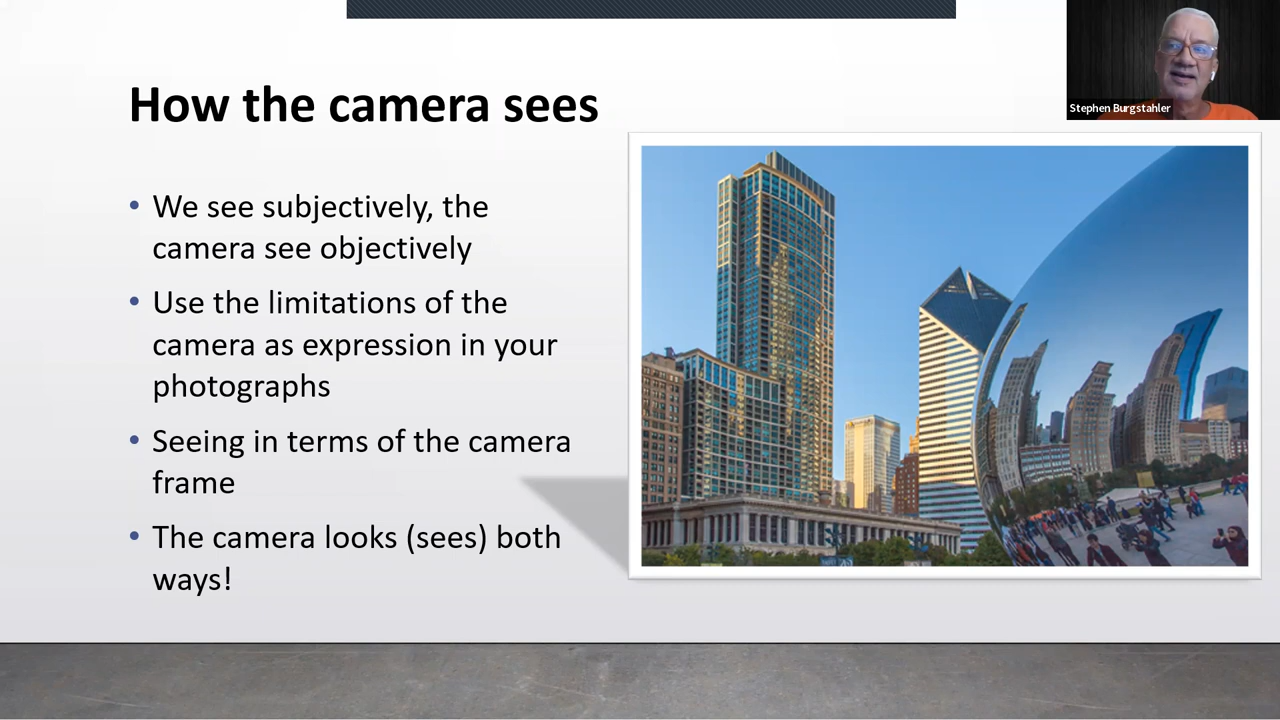 How the camera sees
Stephen Burgstahler
• We see subjectively, the
camera see objectively
• Use the limitations of the
camera as expression in your
photographs
• Seeing in terms of the camera
frame
• The camera looks (sees) both
ways!